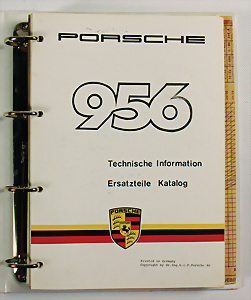 PORSCHE
956
Technische Information
Ersatzteile Katalog
PORSCHE
Printed in Germany
Copyright by Dr.Ing.h.c.F.Porsche AG